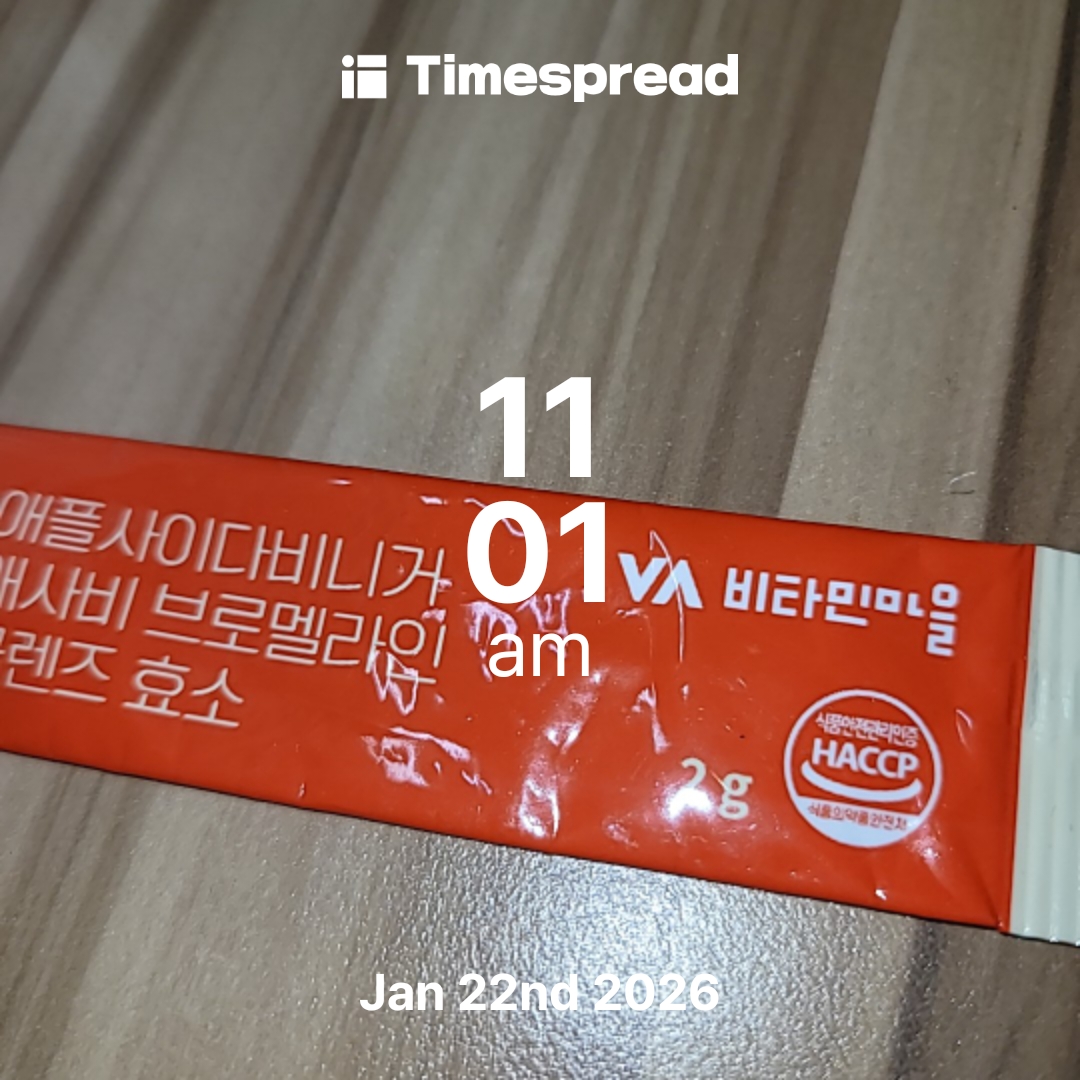 Timespread
11
01
am
애플사이다비니거
애사비 브로멜라인
클렌즈 효소
VA 비타민마을
2 g
식품안전관리인증
HACCP
식품의약품안전처
Jan 22nd 2026